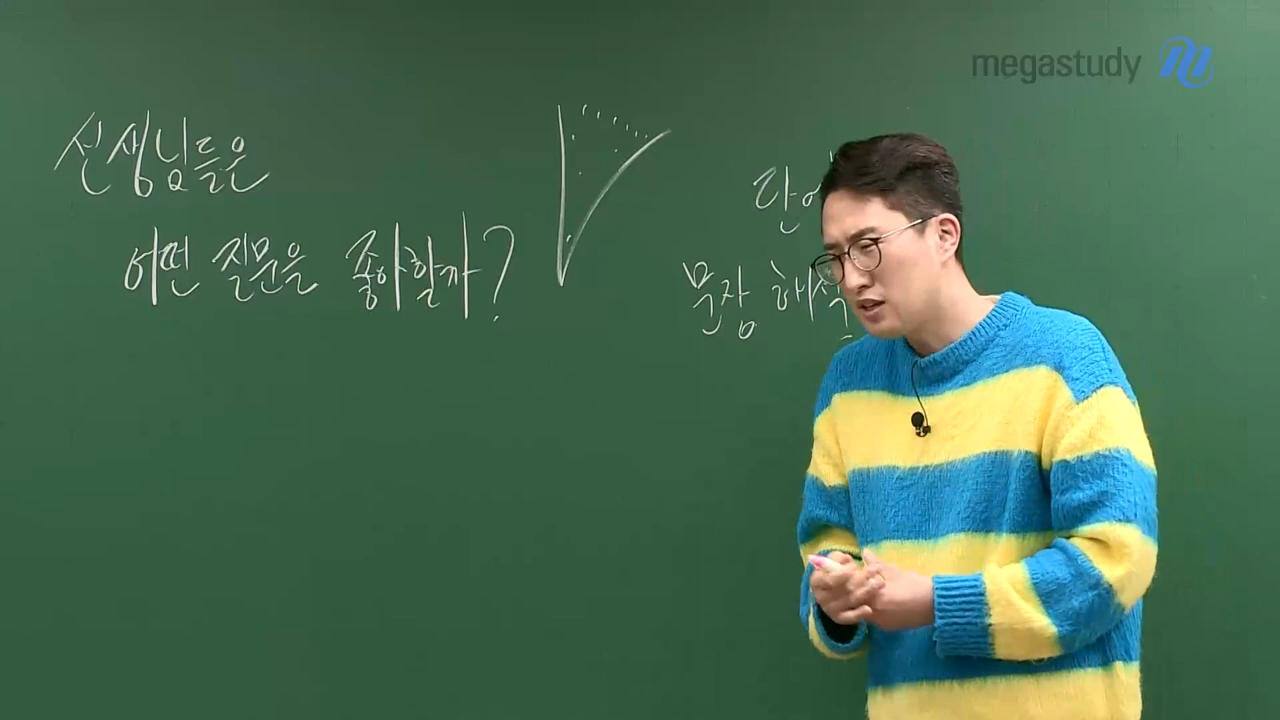 megastudy
선생님들은
어떤 질문을 좋아할까?
문장 해석